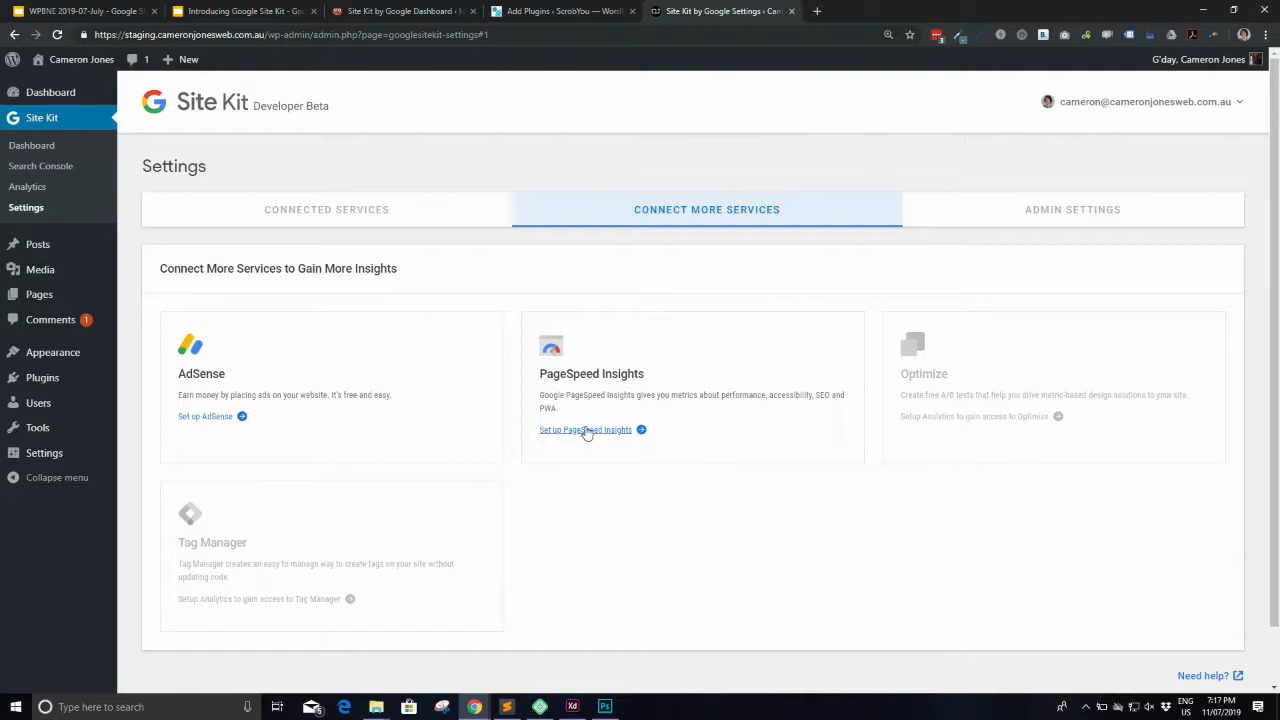 WPBNE 2019-07-July - Google S
Introducing Google Site Kit - Goo
Site Kit by Google Dashboard ‹
Add Plugins ‹ ScrobYou — Word
Site Kit by Google Settings ‹ Cam
https://staging.cameronjonesweb.com.au/wp-admin/admin.php?page=googlesitekit-settings#1
3
Cameron Jones
1
New
G'day, Cameron Jones
Dashboard
Site Kit
Dashboard
Search Console
Analytics
Settings
Posts
Media
Pages
Comments 1
Appearance
Plugins
Users
Tools
Settings
Collapse menu
Site Kit Developer Beta
cameron@cameronjonesweb.com.au
Settings
CONNECTED SERVICES
CONNECT MORE SERVICES
ADMIN SETTINGS
Connect More Services to Gain More Insights
AdSense
Earn money by placing ads on your website. It's free and easy.
Set up AdSense
PageSpeed Insights
Google PageSpeed Insights gives you metrics about performance, accessibility, SEO and
PWA.
Set up PageSpeed Insights
Optimize
Create free A/B tests that help you drive metric-based design solutions to your site.
Setup Analytics to gain access to Optimize
Tag Manager
Tag Manager creates an easy to manage way to create tags on your site without
updating code.
Setup Analytics to gain access to Tag Manager
Need help?
Type here to search
Xd
Ps
ENG
US
7:17 PM
11/07/2019